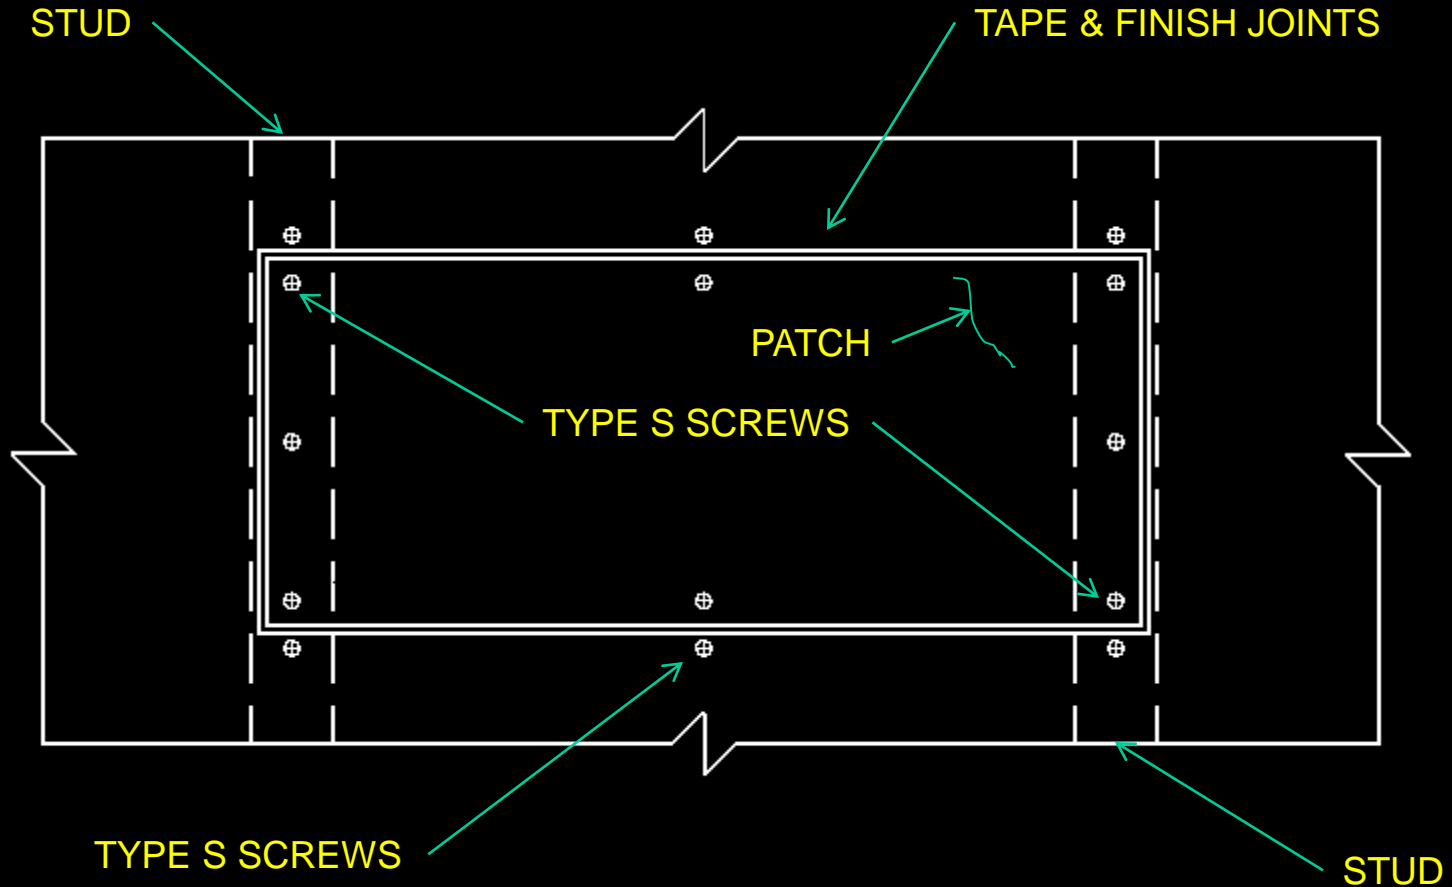 STUD
TAPE & FINISH JOINTS
PATCH
TYPE S SCREWS
TYPE S SCREWS
STUD